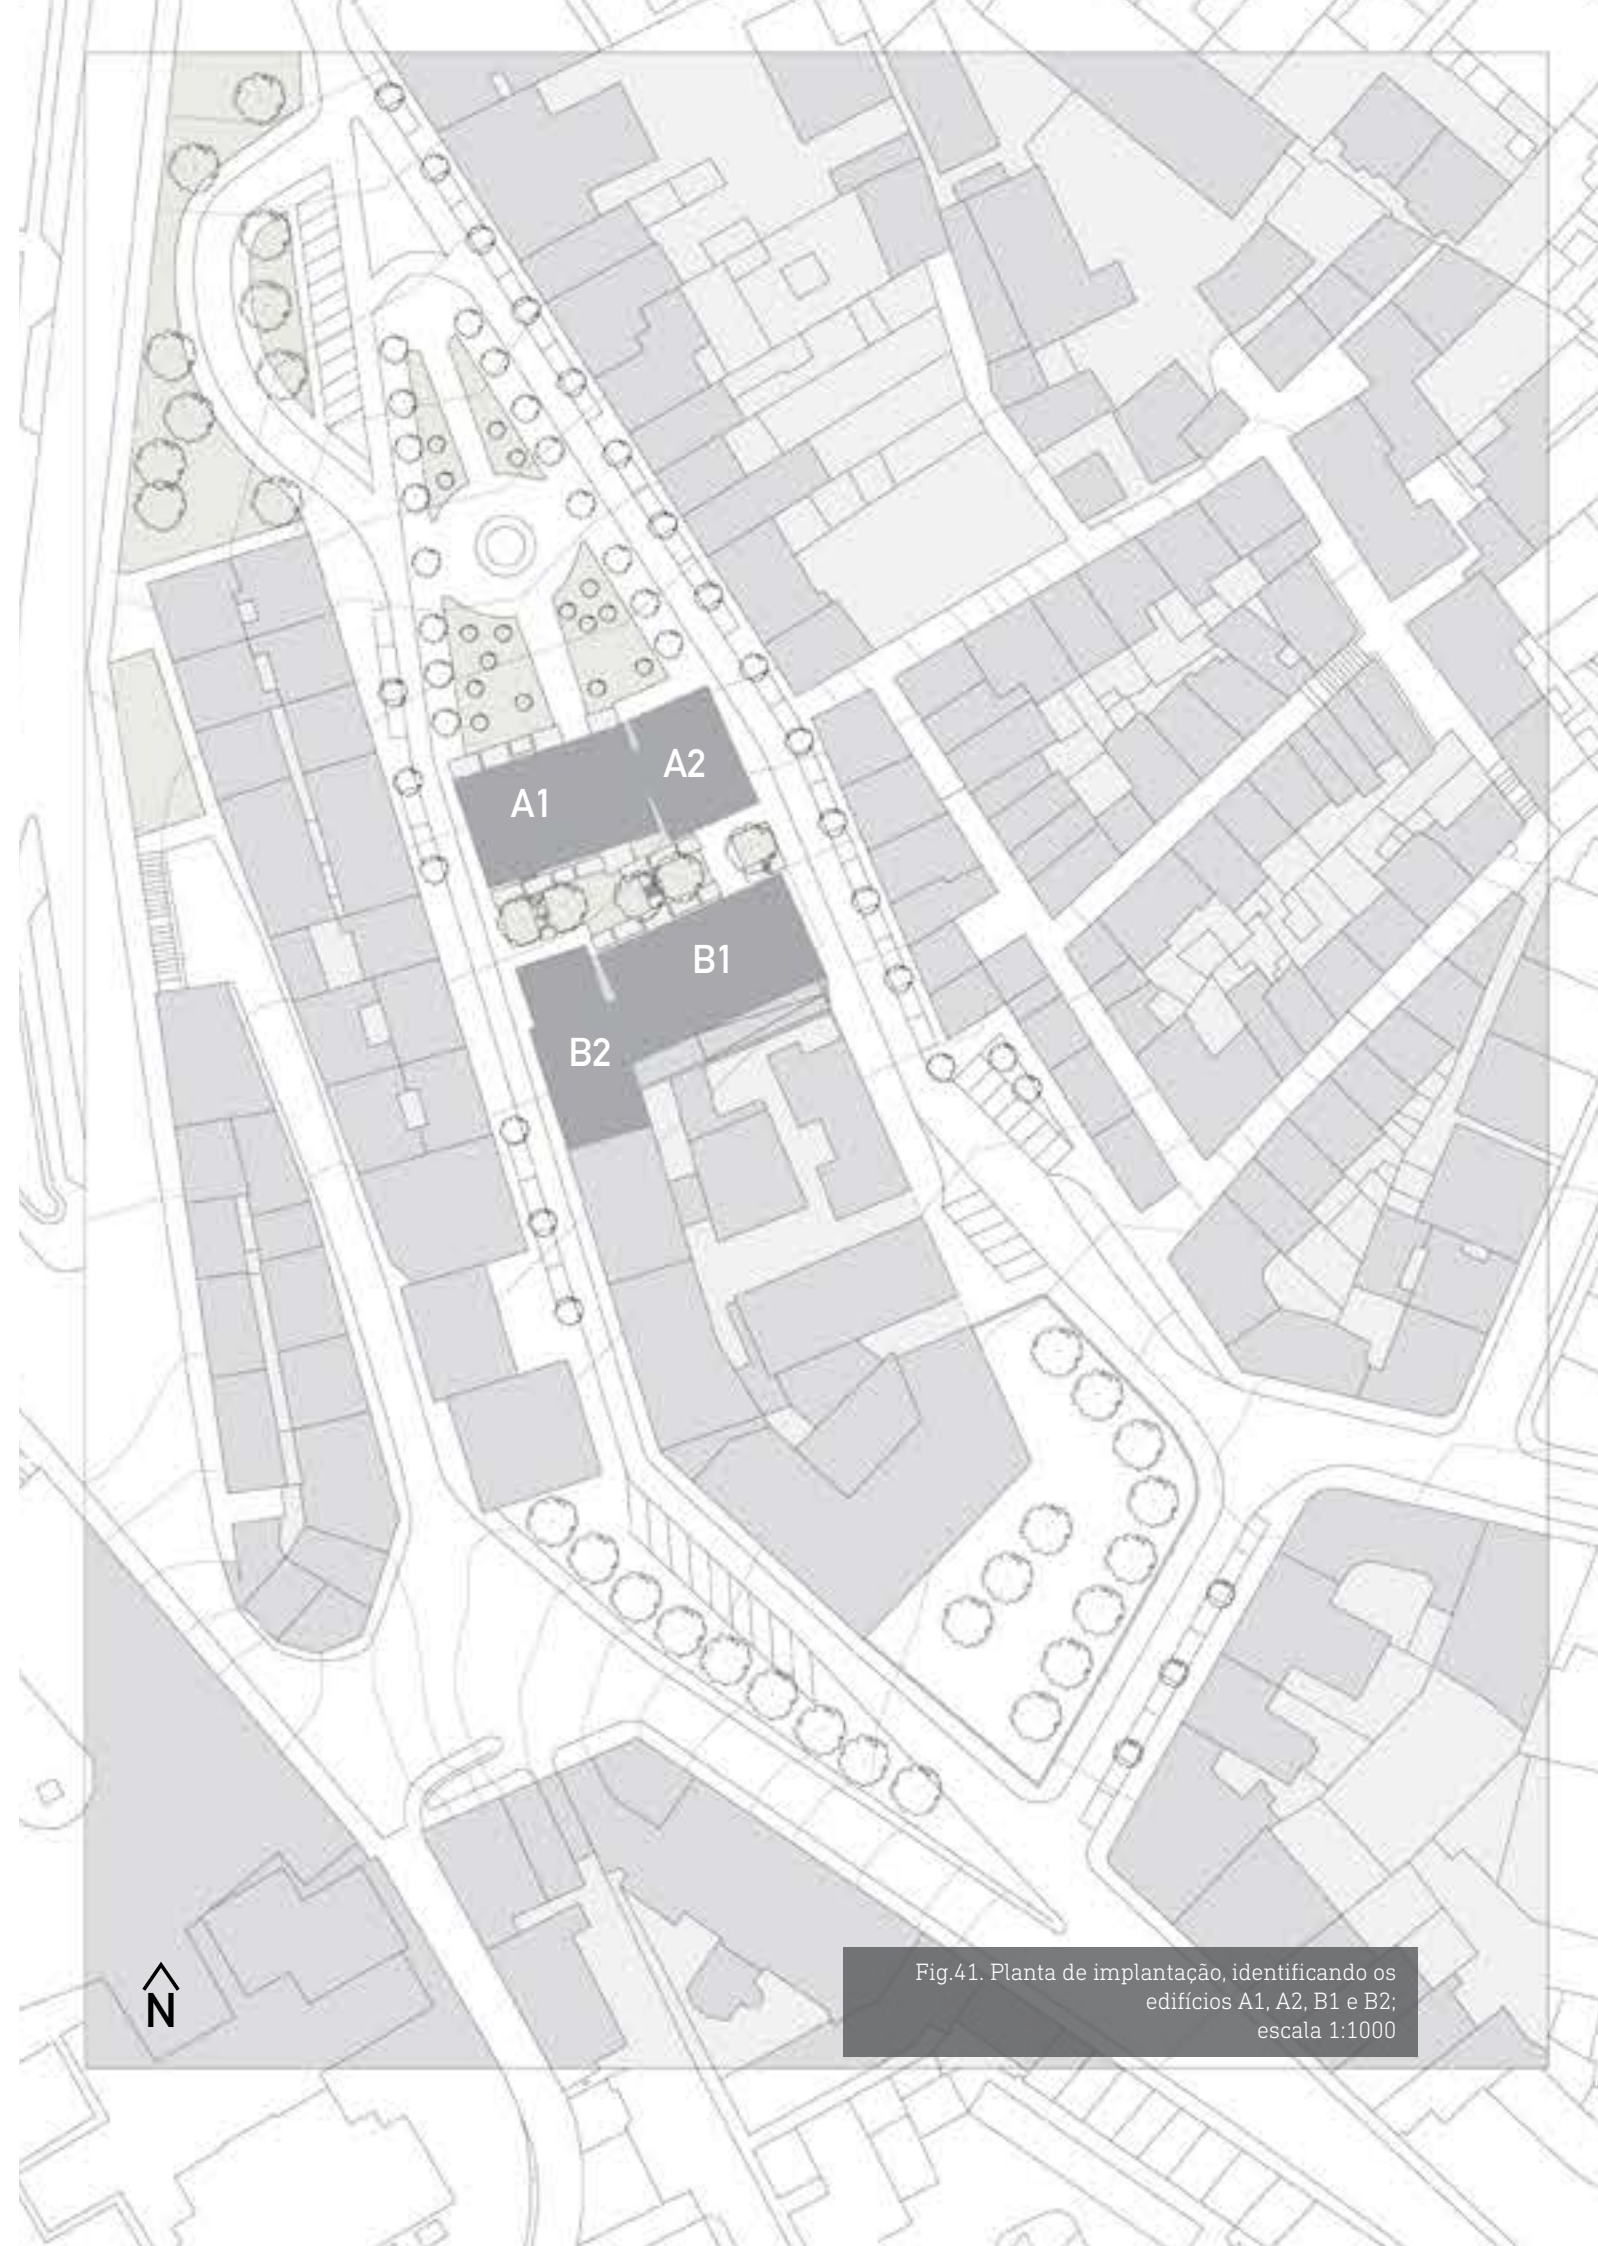 A2
A1
B1
B2
N
Fig.41. Planta de implantação, identificando os
edifícios A1, A2, B1 e B2;
escala 1:1000